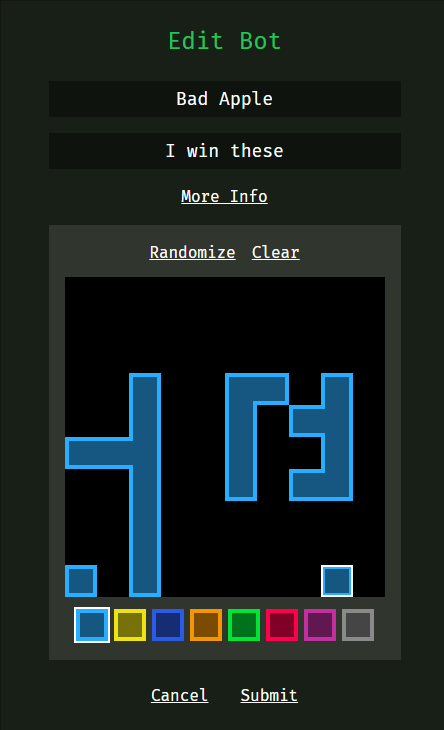 Edit Bot
Bad Apple
I win these
More Info
Randomize Clear
Cancel Submit